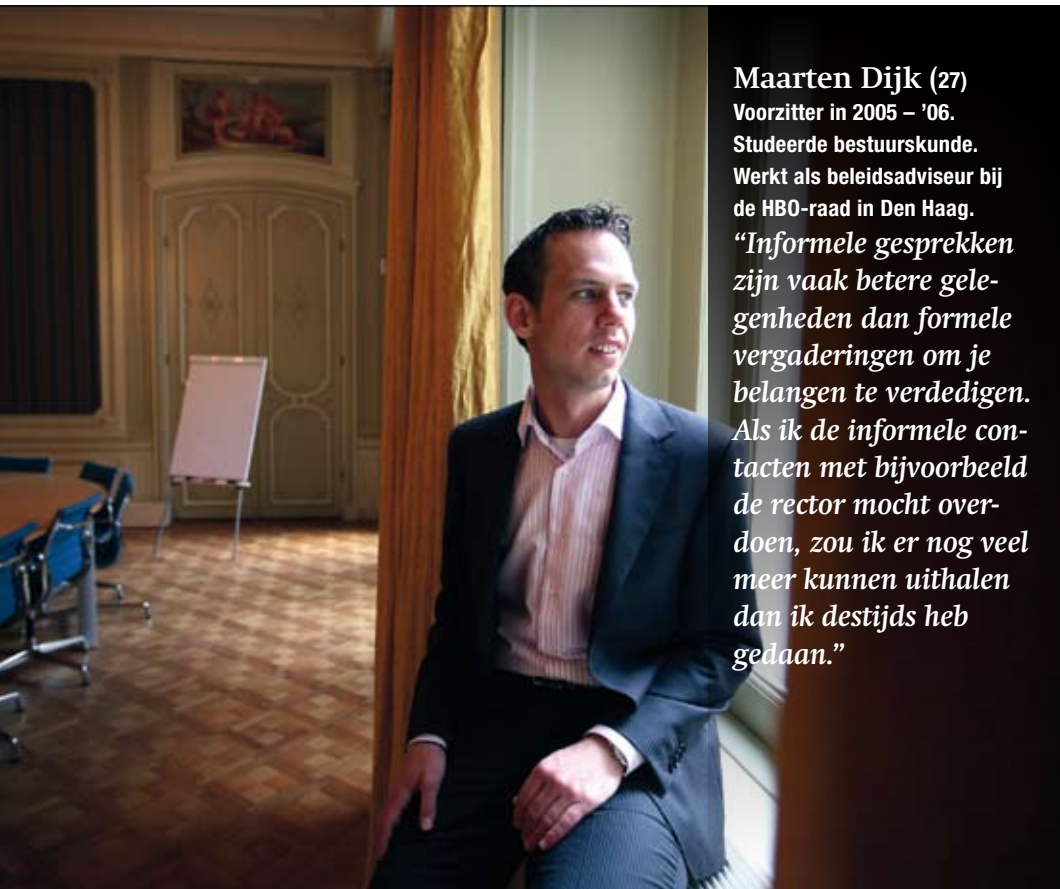 Maarten Dijk (27)
Voorzitter in 2005 – ’06.
Studeerde bestuurskunde.
Werkt als beleidsadviseur bij
de HBO-raad in Den Haag.
“Informele gesprekken
zijn vaak betere gele-
genheden dan formele
vergaderingen om je
belangen te verdedigen.
Als ik de informele con-
tacten met bijvoorbeeld
de rector mocht over-
doen, zou ik er nog veel
meer kunnen uithalen
dan ik destijds heb
gedaan.”